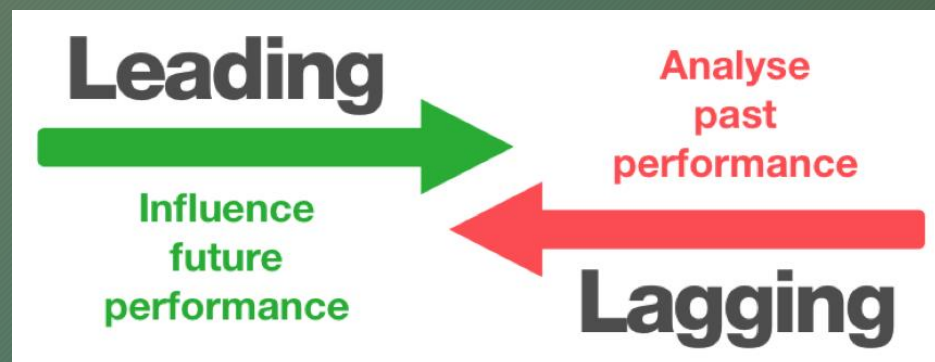 Leading
Influence
future
performance
Analyse
past
performance
Lagging